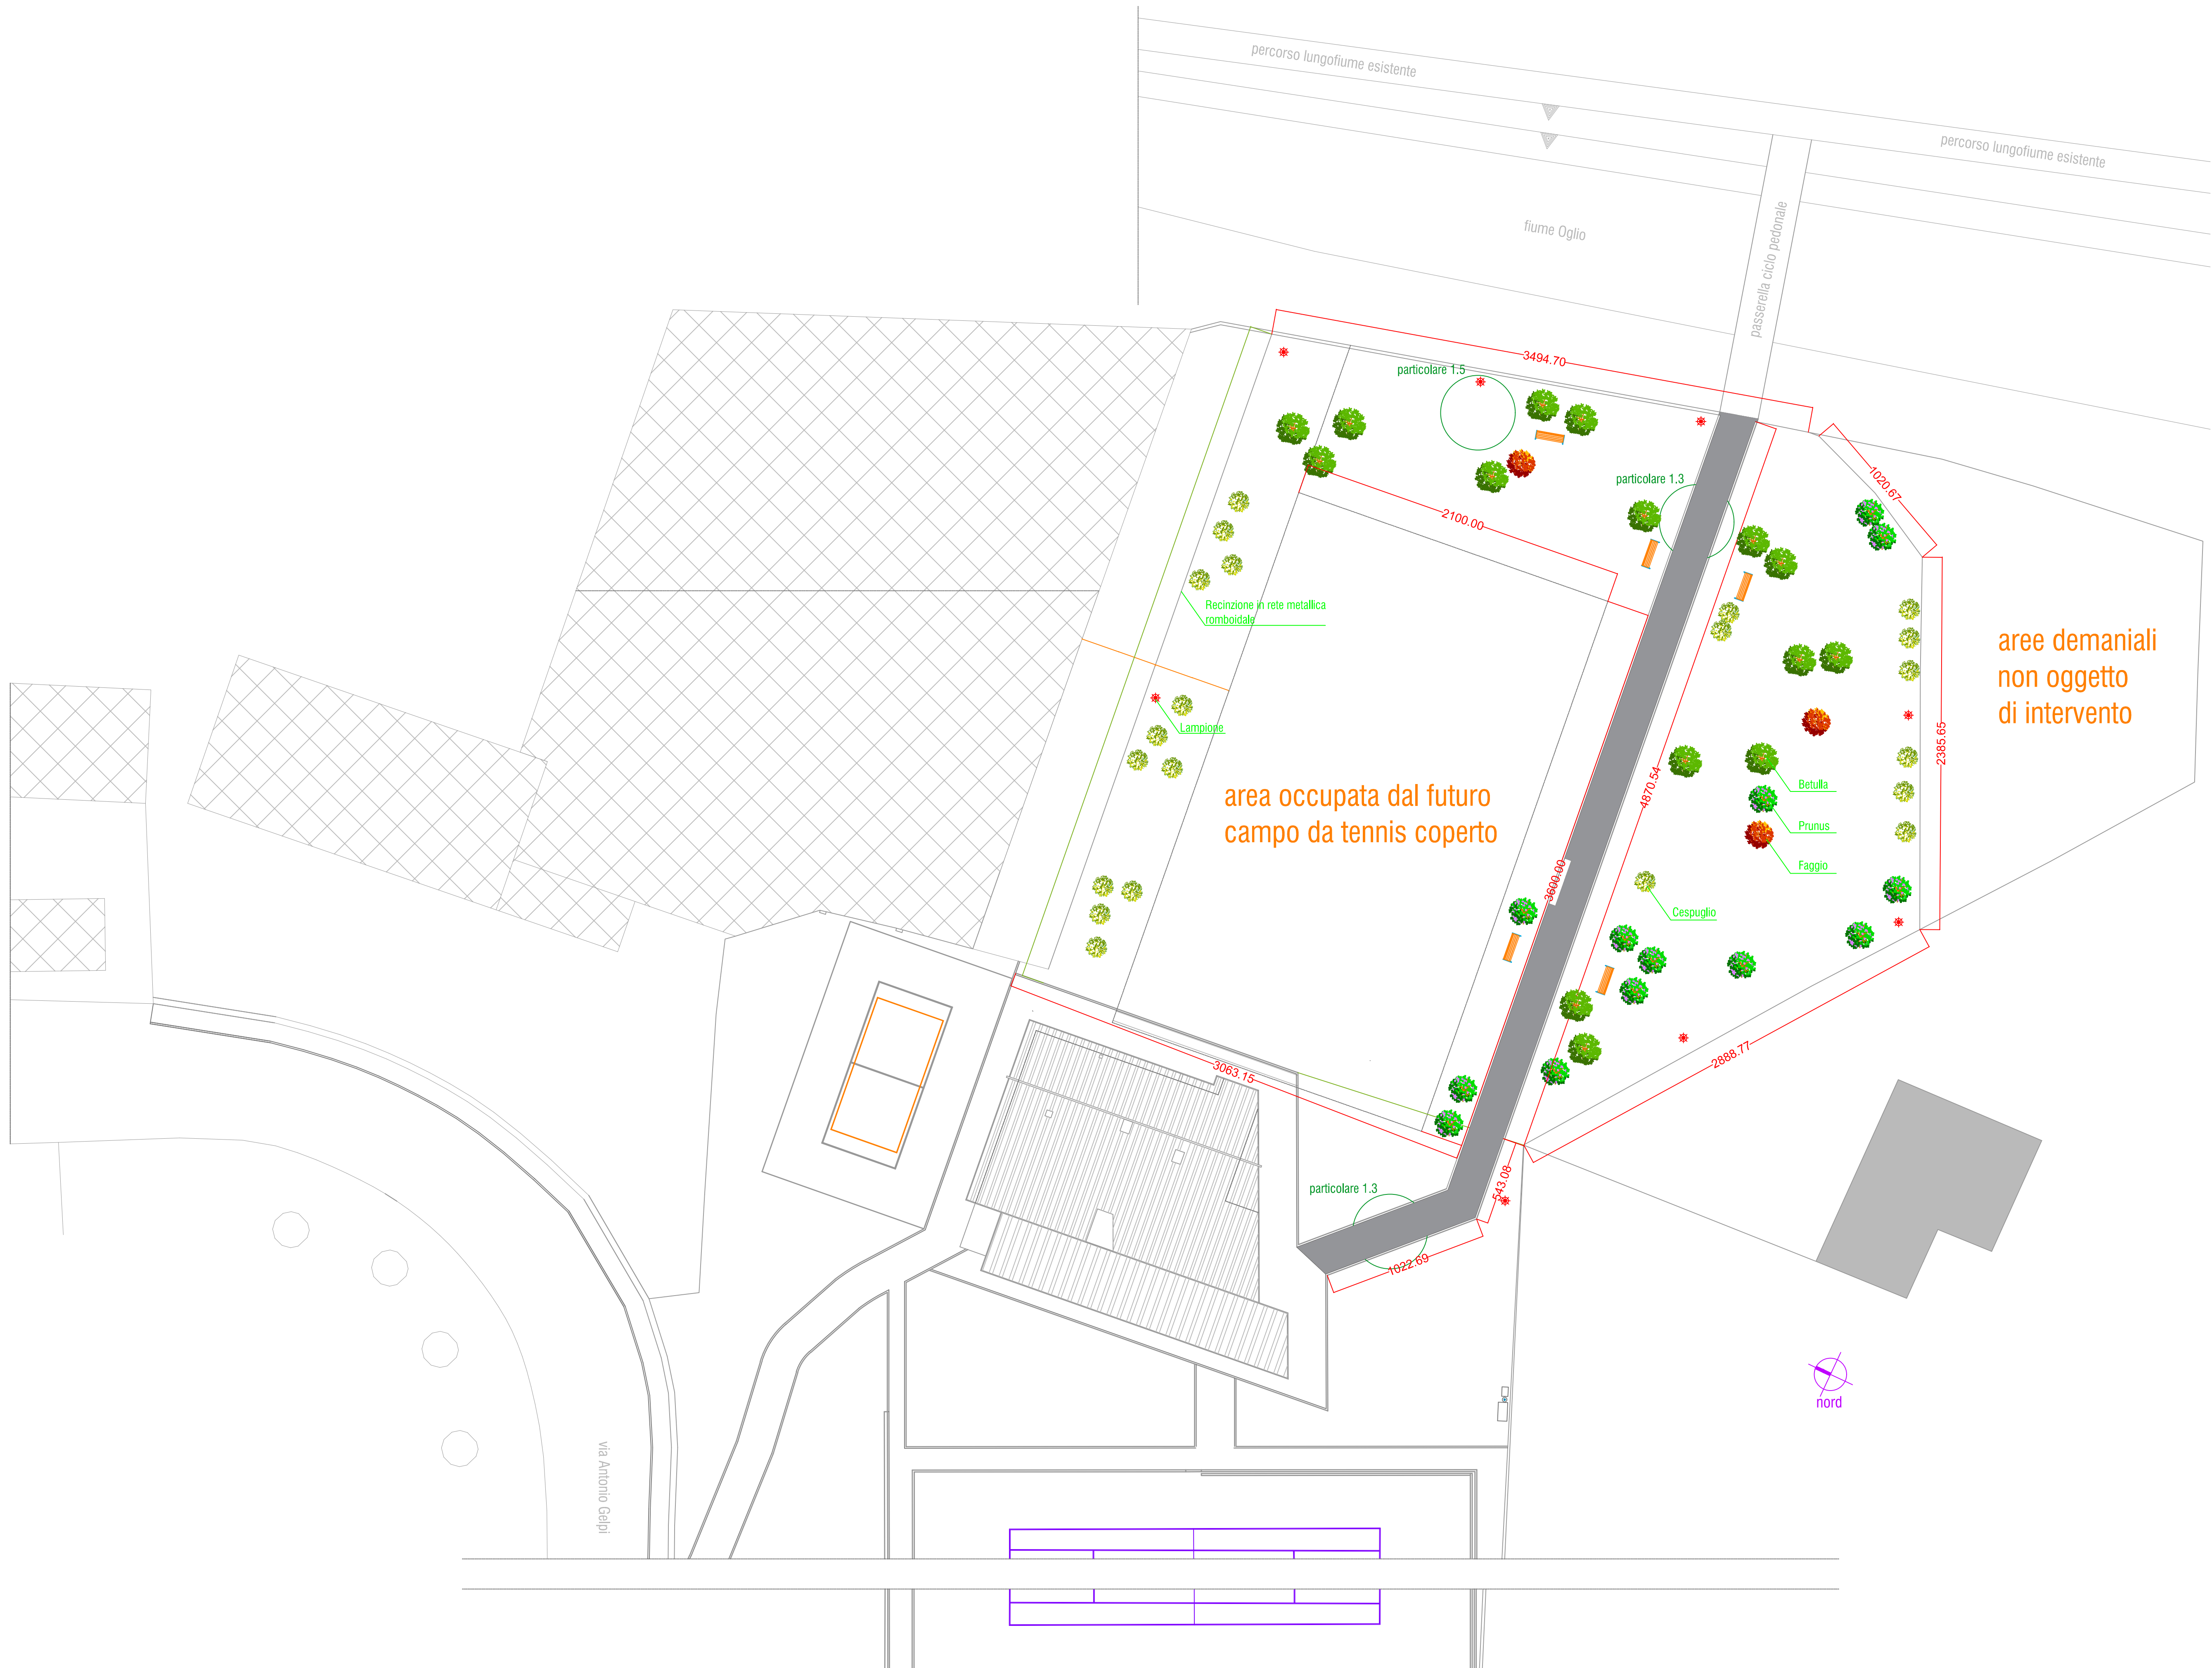 percorso lungofiume esistente
percorso lungofiume esistente
fiume Oglio
passerella ciclo pedonale
3494.70
particolare 1.5
particolare 1.3
1020.67
2100.00
Recinzione in rete metallica
romboidale
Lampione
aree demaniali
non oggetto
di intervento
2385.65
area occupata dal futuro
campo da tennis coperto
4870.54
3600.00
Betulla
Prunus
Faggio
Cespuglio
2888.77
3063.15
543.08
particolare 1.3
1022.69
nord
via Antonio Gelpi